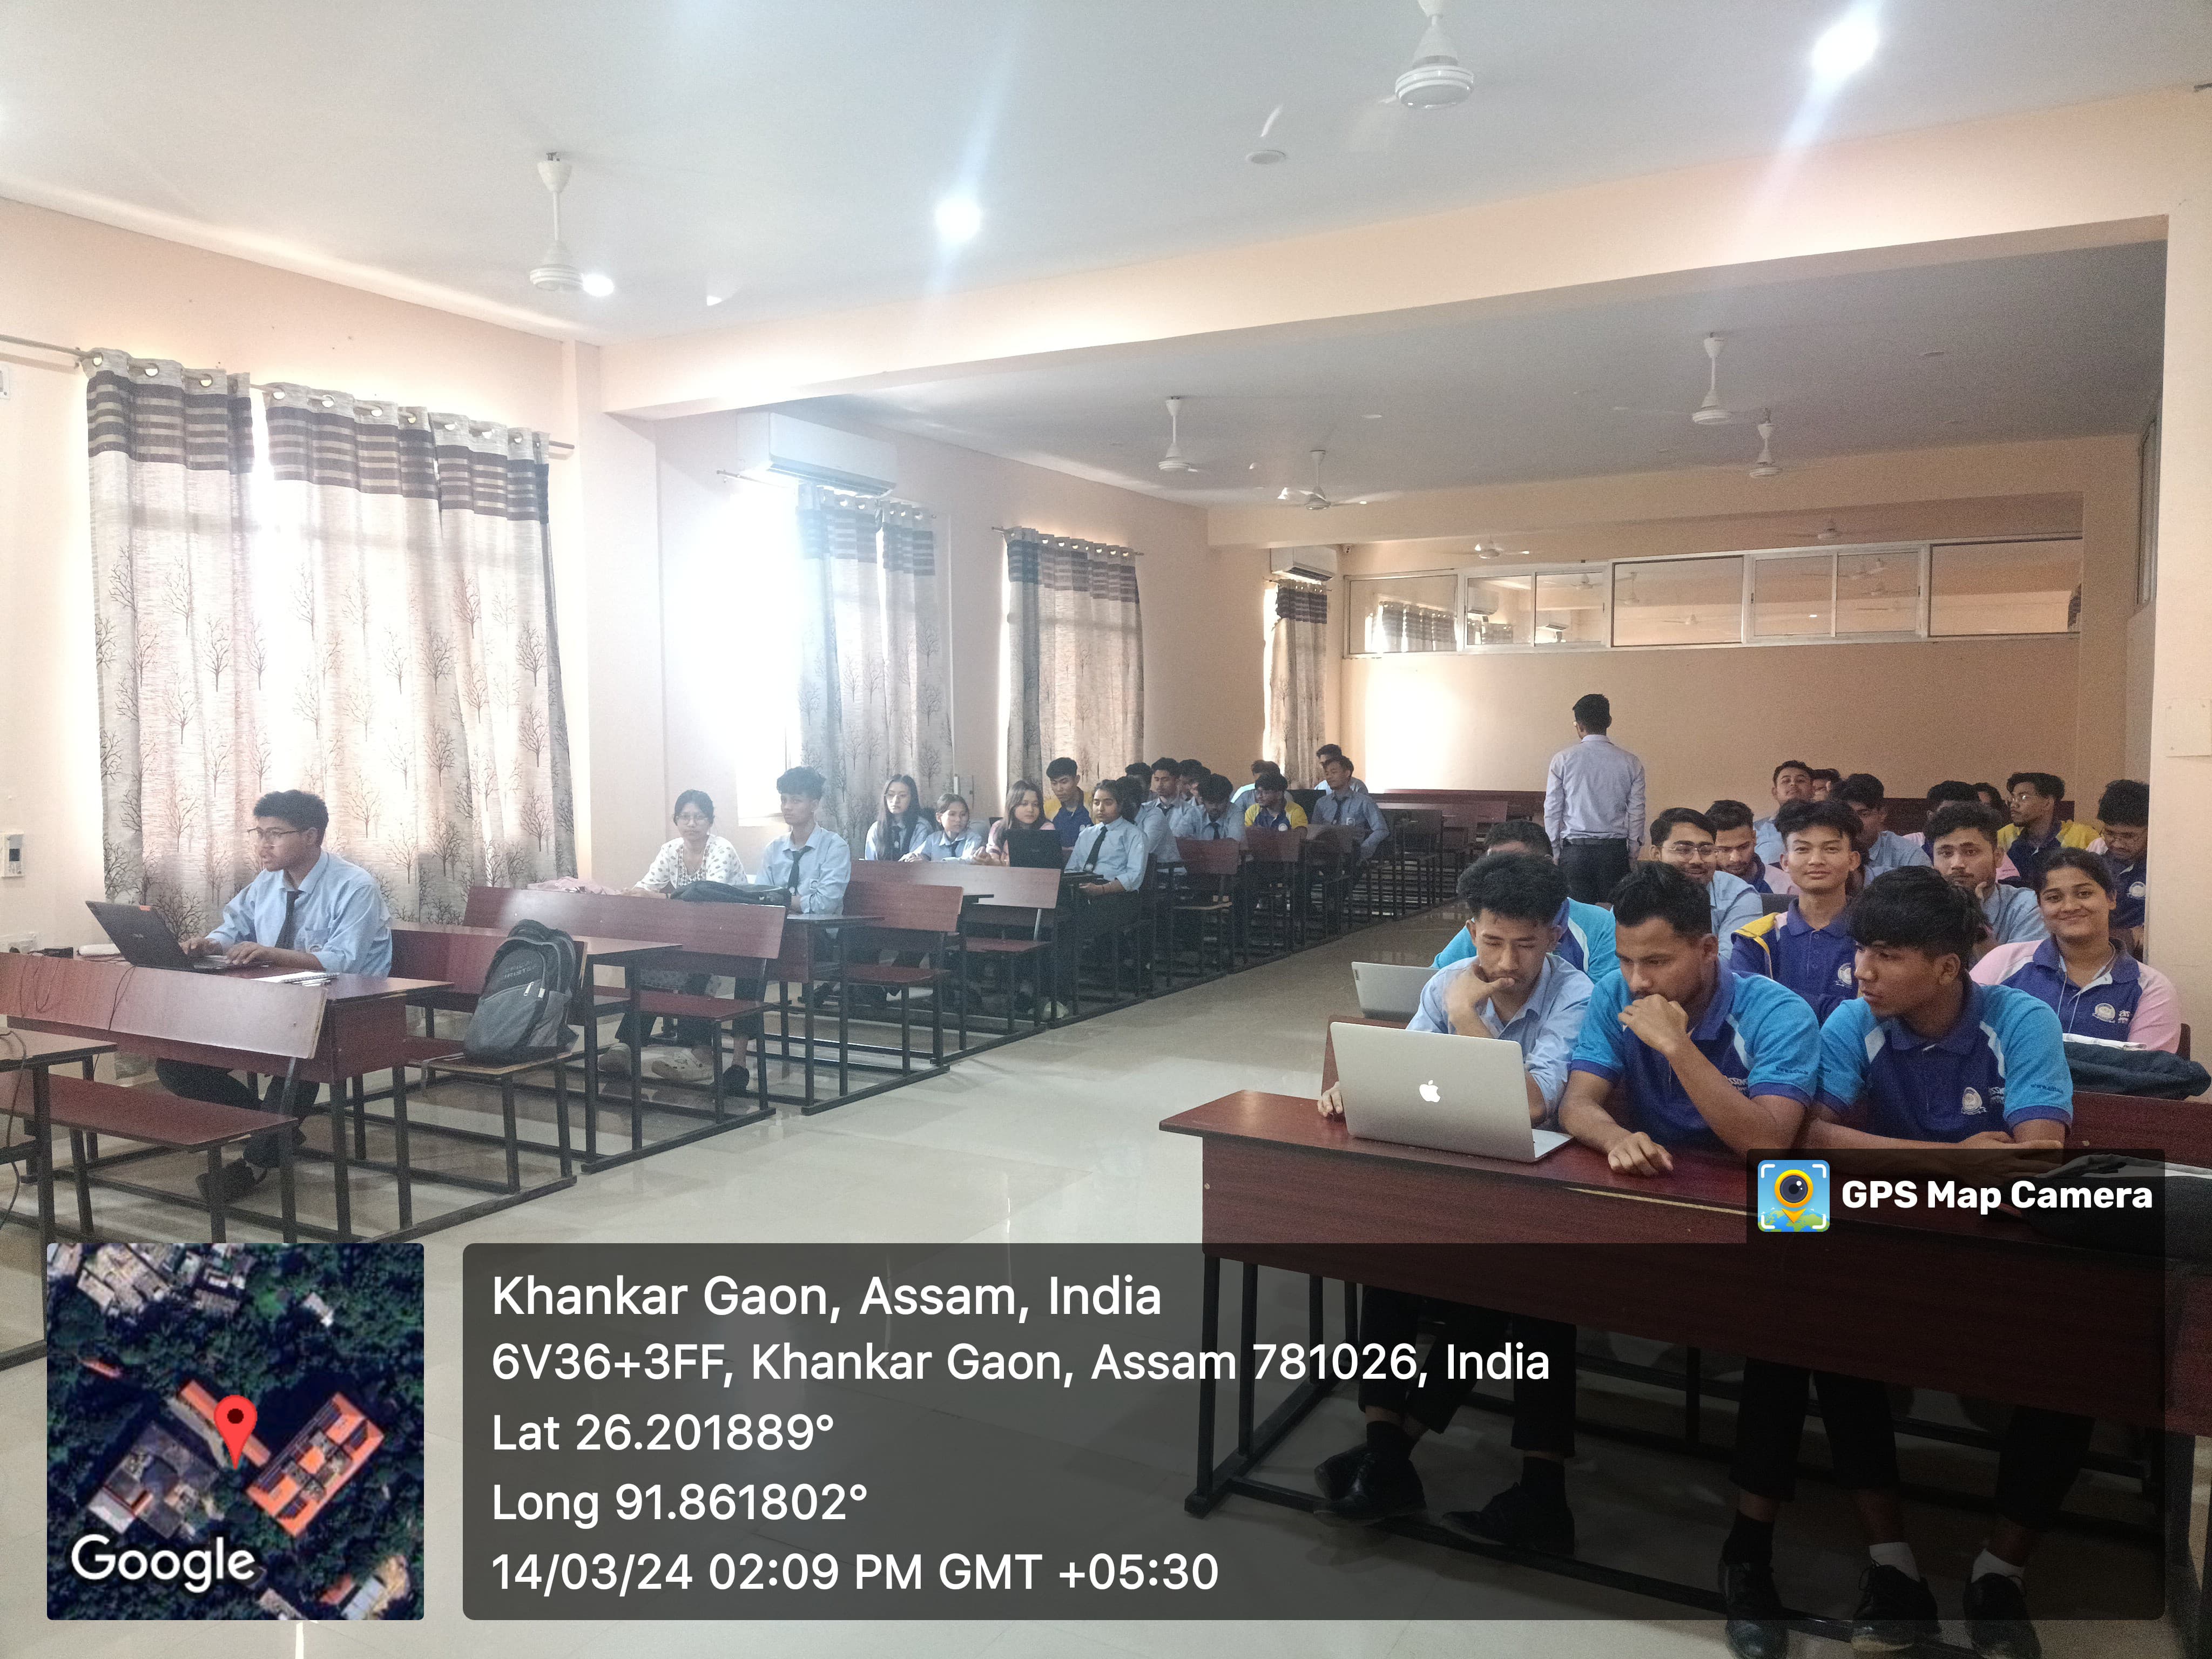 GPS Map Camera
Khankar Gaon, Assam, India
6V36+3FF, Khankar Gaon, Assam 781026, India
Lat 26.201889°
Long 91.861802°
14/03/24 02:09 PM GMT +05:30
Google